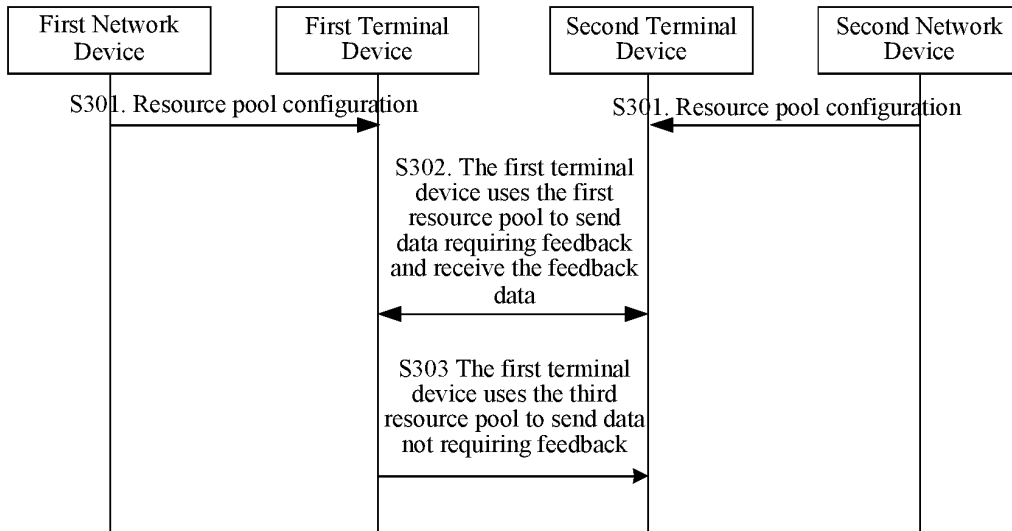 First Network
Device
First Terminal
Device
Second Terminal
Device
Second Network
Device
S301. Resource pool configuration
S301. Resource pool configuration
S302. The first terminal
device uses the first
resource pool to send
data requiring feedback
and receive the feedback
data
S303 The first terminal
device uses the third
resource pool to send data
not requiring feedback